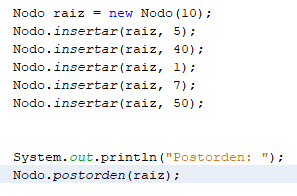 Nodo raiz = new Nodo(10);
Nodo.insertar(raiz, 5);
Nodo.insertar(raiz, 40);
Nodo.insertar(raiz, 1);
Nodo.insertar(raiz, 7);
Nodo.insertar(raiz, 50);
System.out.println("Postorden: ");
Nodo.postorden(raiz);